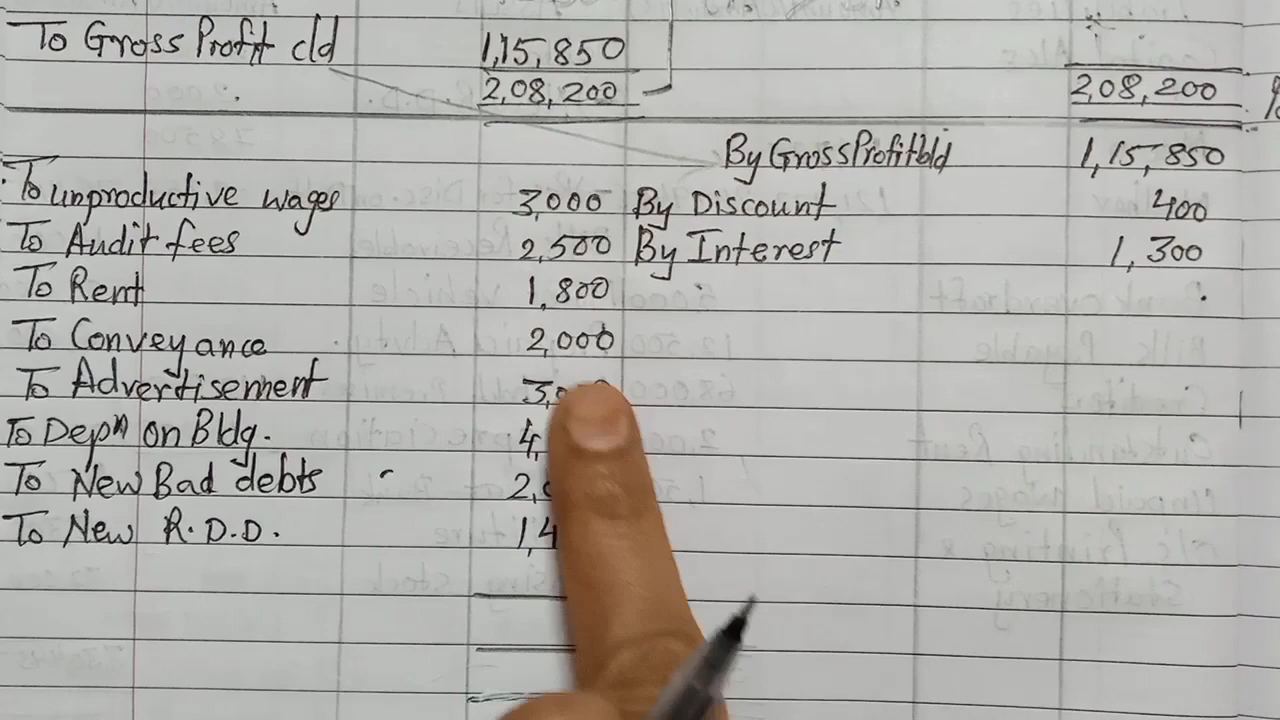 To Gross Profit c/d 1,15,850
2,08,200 2,08,200
By Gross Profit b/d 1,15,850
To unproductive wages 3,000 By Discount 400
To Audit fees 2,500 By Interest 1,300
To Rent 1,800
To Conveyance 2,000
To Advertisement
To Depn on Bldg.
To New Bad debts
To New R.D.D.